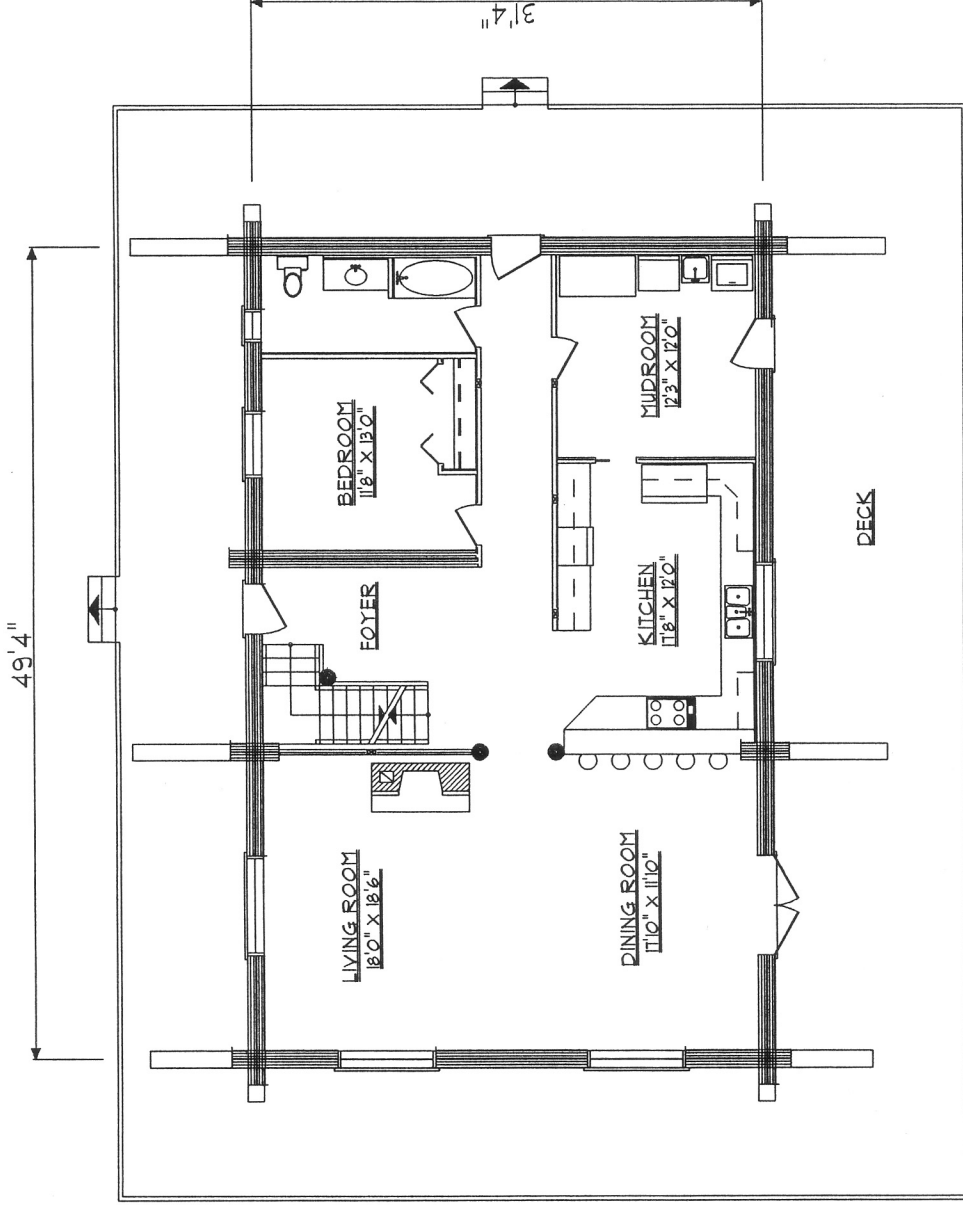 31'4"
49'4"
BEDROOM
11'8" X 13'0"
MUDROOM
12'3" X 12'0"
FOYER
KITCHEN
17'8" X 12'0"
DECK
LIVING ROOM
18'0" X 18'6"
DINING ROOM
17'10" X 11'10"